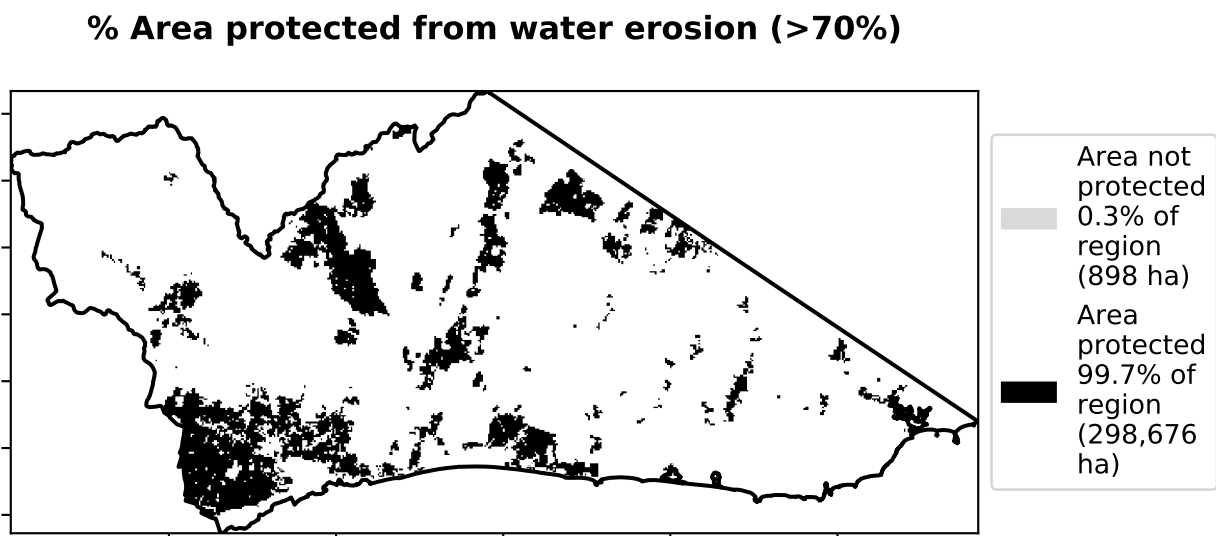 % Area protected from water erosion (>70%)
Area not
protected
0.3% of
region
(898 ha)
Area
protected
99.7% of
region
(298,676
ha)